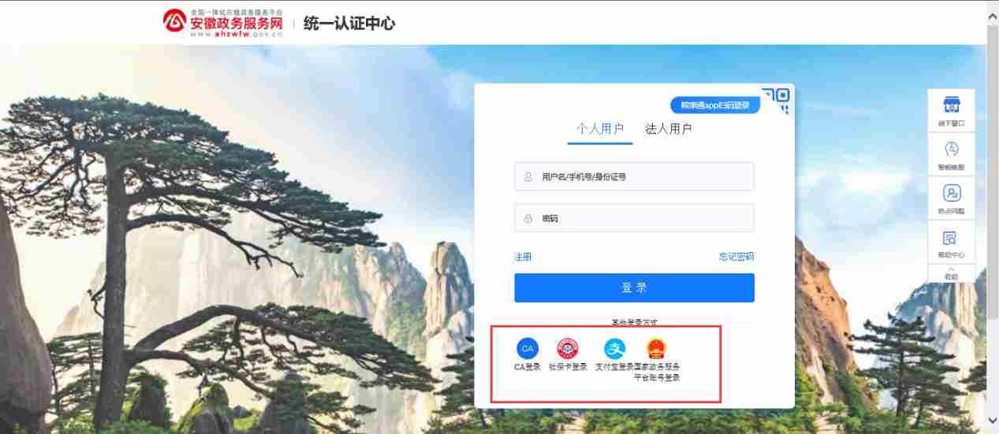 全国一体化在线政务服务平台
安徽政务服务网
www.ahzwfw.gov.cn
统一认证中心
皖事通app扫码登录
个人用户 法人用户
用户名/手机号/身份证号
密码
注册 忘记密码
登录
其他登录方式
CA
CA登录 社保卡登录 支付宝登录 国家政务服务
平台账号登录
线下窗口
智能客服
热点问题
帮助中心
收起